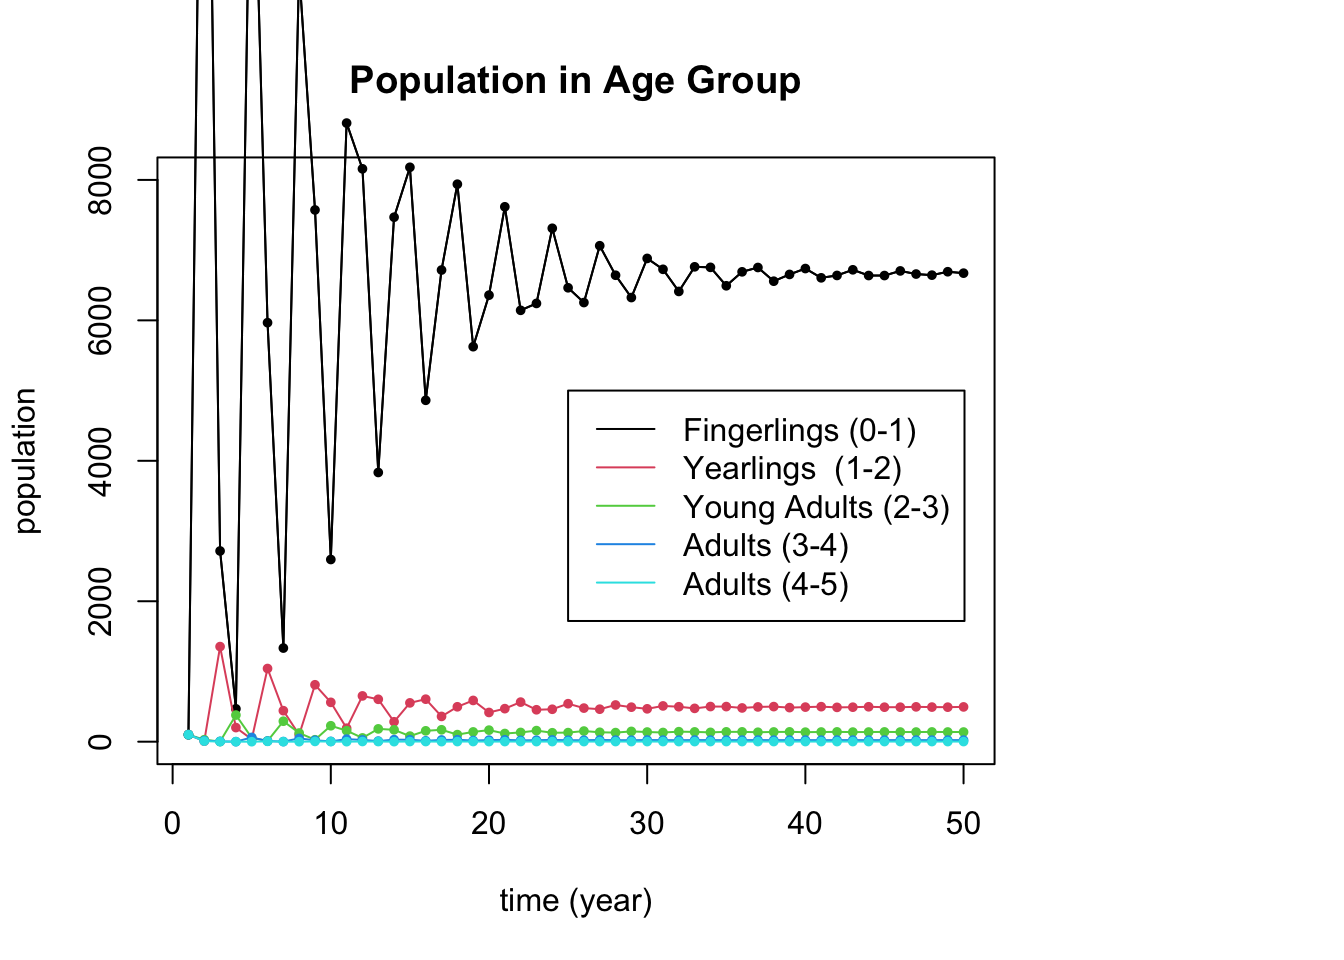 Population in Age Group
population
8000
6000
4000
2000
0
Fingerlings (0-1)
Yearlings  (1-2)
Young Adults (2-3)
Adults (3-4)
Adults (4-5)
0 10 20 30 40 50
time (year)